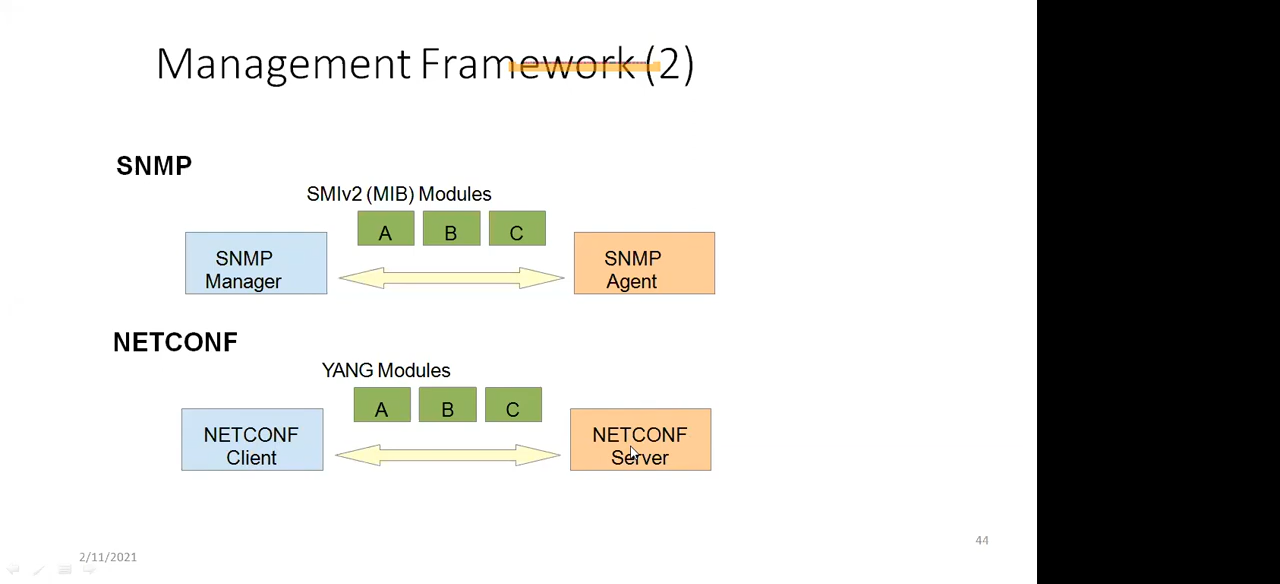 Management Framework (2)
SNMP
SMIv2 (MIB) Modules
A B C
SNMP
Manager
SNMP
Agent
NETCONF
YANG Modules
A B C
NETCONF
Client
NETCONF
Server
44
2/11/2021